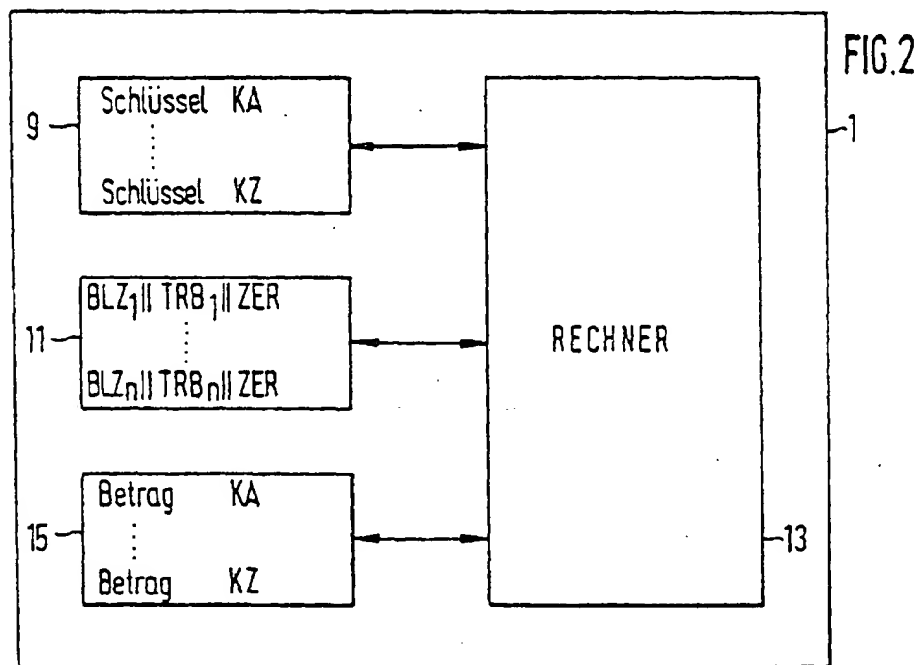 FIG.2
1
9
Schlüssel KA
Schlüssel KZ
11
BLZ₁|| TRB₁|| ZER
BLZn|| TRBn|| ZER
RECHNER
15
Betrag KA
Betrag KZ
13